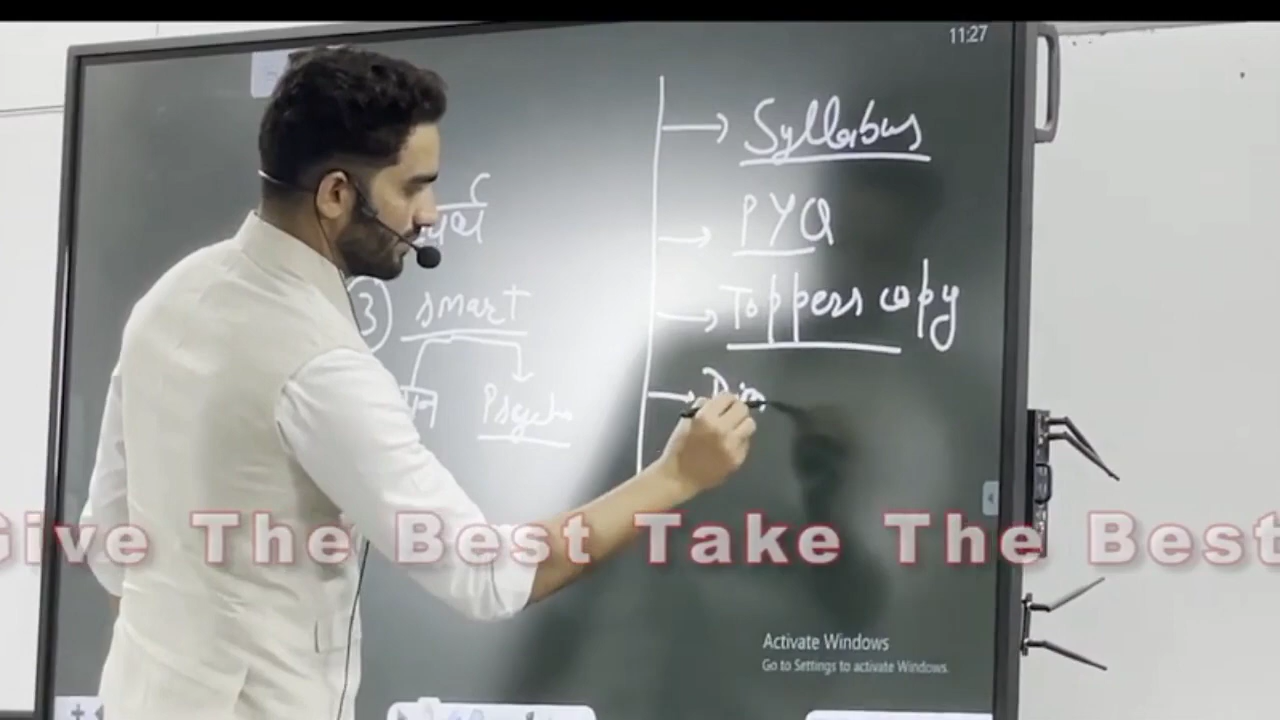 11:27
Syllabus
PYQ
③ smart
Toppers copy
Psycho
Give The Best Take The Best
Activate Windows
Go to Settings to activate Windows.